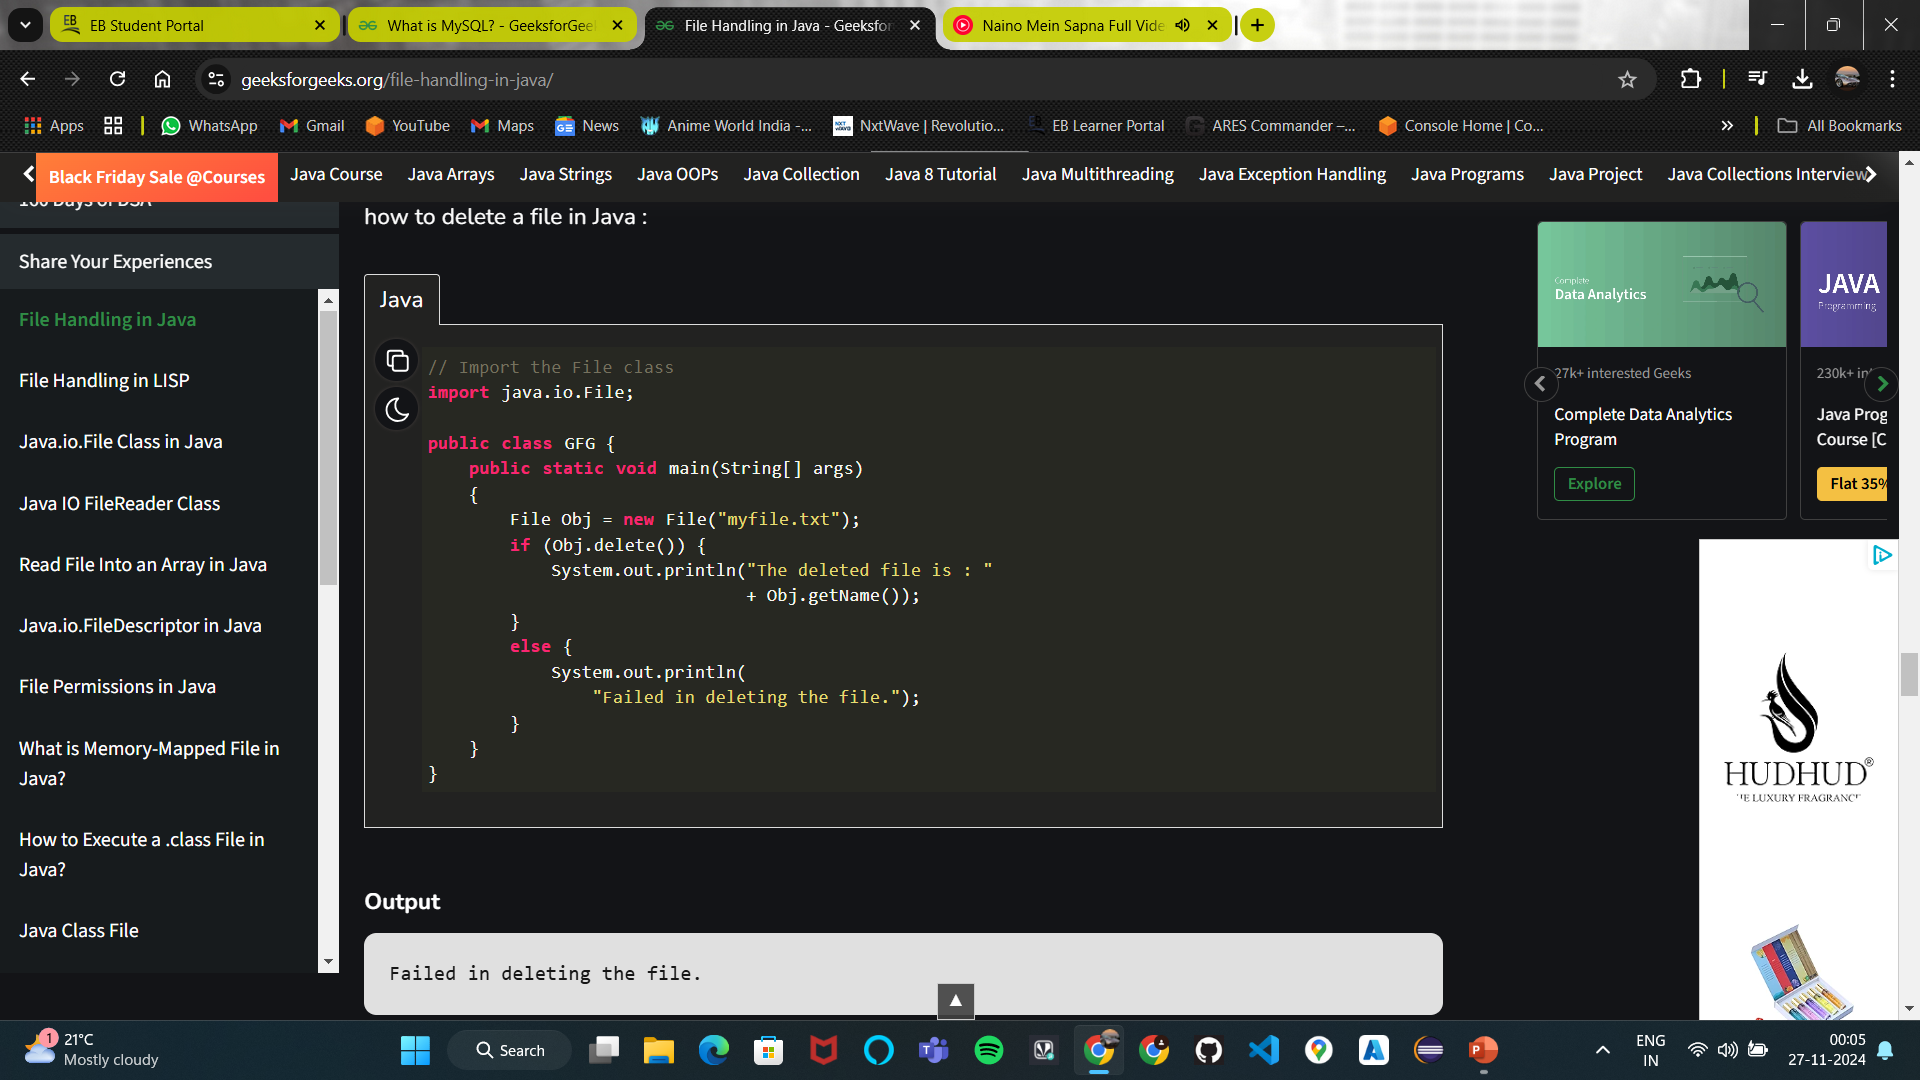 EB Student Portal
What is MySQL? - GeeksforGee
File Handling in Java - Geeksfor
Naino Mein Sapna Full Vide
geeksforgeeks.org/file-handling-in-java/
Apps
WhatsApp
Gmail
YouTube
Maps
News
Anime World India -...
NxtWave | Revolutio...
EB Learner Portal
ARES Commander –...
Console Home | Co...
All Bookmarks
Black Friday Sale @Courses
Java Course
Java Arrays
Java Strings
Java OOPs
Java Collection
Java 8 Tutorial
Java Multithreading
Java Exception Handling
Java Programs
Java Project
Java Collections Interview
Share Your Experiences
File Handling in Java
File Handling in LISP
Java.io.File Class in Java
Java IO FileReader Class
Read File Into an Array in Java
Java.io.FileDescriptor in Java
File Permissions in Java
What is Memory-Mapped File in
Java?
How to Execute a .class File in
Java?
Java Class File
how to delete a file in Java :
Java
// Import the File class
import java.io.File;
public class GFG {
public static void main(String[] args)
{
File Obj = new File("myfile.txt");
if (Obj.delete()) {
System.out.println("The deleted file is : "
+ Obj.getName());
}
else {
System.out.println(
"Failed in deleting the file.");
}
}
}
Output
Failed in deleting the file.
Complete
Data Analytics
27k+ interested Geeks
Complete Data Analytics
Program
Explore
JAVA
Programming
230k+ in
Java Prog
Course [C
Flat 35%
HUDHUD®
LUXURY FRAGRANC
1
21°C
Mostly cloudy
Search
ENG
IN
00:05
27-11-2024